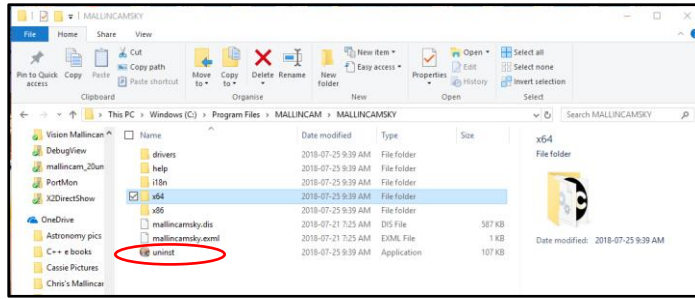 MALLINCAMSKY
File Home Share View
Pin to Quick access
Copy
Paste
Cut
Copy path
Paste shortcut
Clipboard
Move to
Copy to
Delete
Rename
Organise
New folder
New item
Easy access
New
Properties
Open
Edit
History
Open
Select all
Select none
Invert selection
Select
This PC > Windows (C:) > Program Files > MALLINCAM > MALLINCAMSKY
Search MALLINCAMSKY
Vision Mallincan
DebugView
mallincam_20un
PortMon
X2DirectShow
OneDrive
Astronomy pics
C++ e books
Cassie Pictures
Chris's Mallincar
Name Date modified Type Size
drivers 2018-07-25 9:39 AM File folder
help 2018-07-25 9:39 AM File folder
i18n 2018-07-25 9:39 AM File folder
x64 2018-07-25 9:39 AM File folder
x86 2018-07-25 9:39 AM File folder
mallincamsky.dis 2018-07-21 7:25 AM DIS File 587 KB
mallincamsky.exml 2018-07-21 7:25 AM EXML File 1 KB
uninst 2018-07-25 9:39 AM Application 107 KB
x64
File folder
Date modified: 2018-07-25 9:39 AM